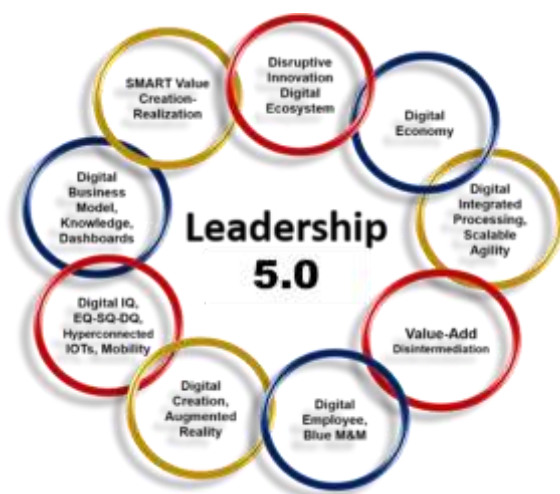 Disruptive
Innovation
Digital
Ecosystem
Digital
Economy
Digital
Integrated
Processing,
Scalable
Agility
Value-Add
Disintermediation
Digital
Employee,
Blue M&M
Digital
Creation,
Augmented
Reality
Digital IQ,
EQ-SQ-DQ,
Hyperconnected
IOTs, Mobility
Digital
Business
Model,
Knowledge,
Dashboards
SMART Value
Creation-
Realization
Leadership
5.0